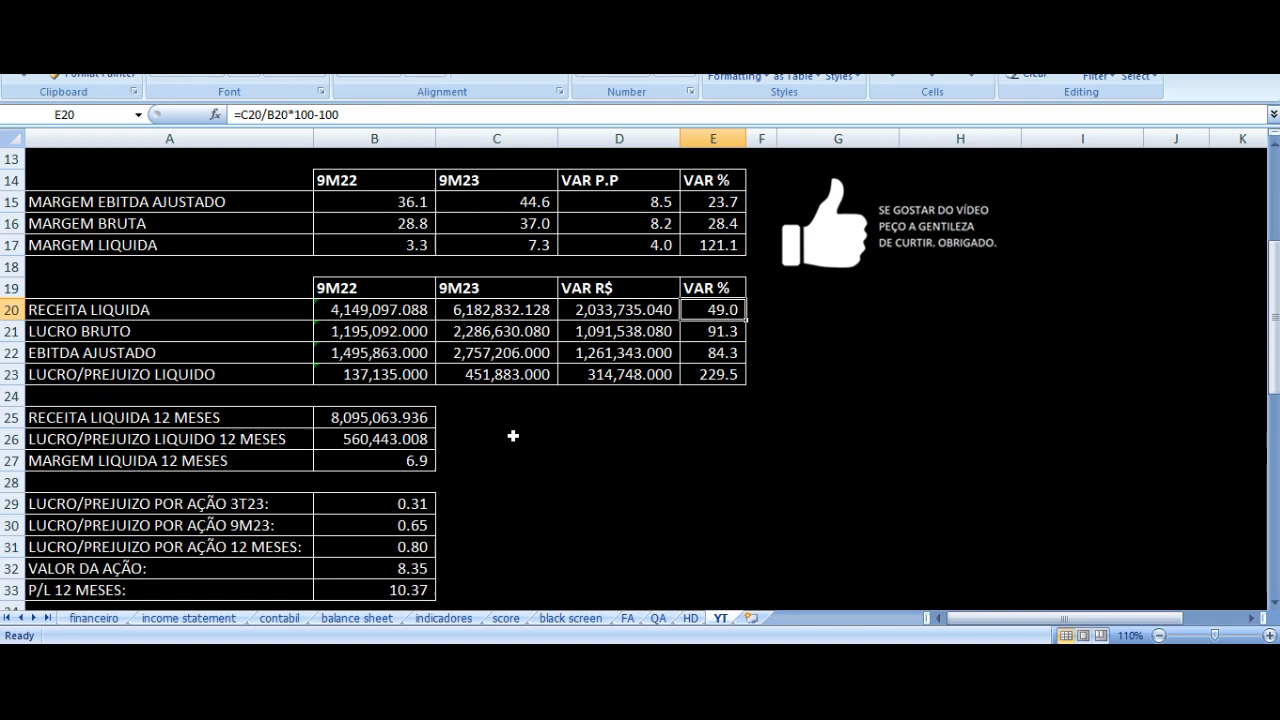 Format Painter
Formatting as Table Styles
Clear
Filter Select
Clipboard Font Alignment Number Styles Cells Editing
E20 fx =C20/B20*100-100
A B C D E F G H I J K
13
14 9M22 9M23 VAR P.P VAR %
15 MARGEM EBITDA AJUSTADO 36.1 44.6 8.5 23.7
16 MARGEM BRUTA 28.8 37.0 8.2 28.4
17 MARGEM LIQUIDA 3.3 7.3 4.0 121.1
SE GOSTAR DO VÍDEO
PEÇO A GENTILEZA
DE CURTIR. OBRIGADO.
18
19 9M22 9M23 VAR R$ VAR %
20 RECEITA LIQUIDA 4,149,097.088 6,182,832.128 2,033,735.040 49.0
21 LUCRO BRUTO 1,195,092.000 2,286,630.080 1,091,538.080 91.3
22 EBITDA AJUSTADO 1,495,863.000 2,757,206.000 1,261,343.000 84.3
23 LUCRO/PREJUIZO LIQUIDO 137,135.000 451,883.000 314,748.000 229.5
24
25 RECEITA LIQUIDA 12 MESES 8,095,063.936
26 LUCRO/PREJUIZO LIQUIDO 12 MESES 560,443.008
27 MARGEM LIQUIDA 12 MESES 6.9
28
29 LUCRO/PREJUIZO POR AÇÃO 3T23: 0.31
30 LUCRO/PREJUIZO POR AÇÃO 9M23: 0.65
31 LUCRO/PREJUIZO POR AÇÃO 12 MESES: 0.80
32 VALOR DA AÇÃO: 8.35
33 P/L 12 MESES: 10.37
financeiro income statement contabil balance sheet indicadores score black screen FA QA HD YT
Ready 110%